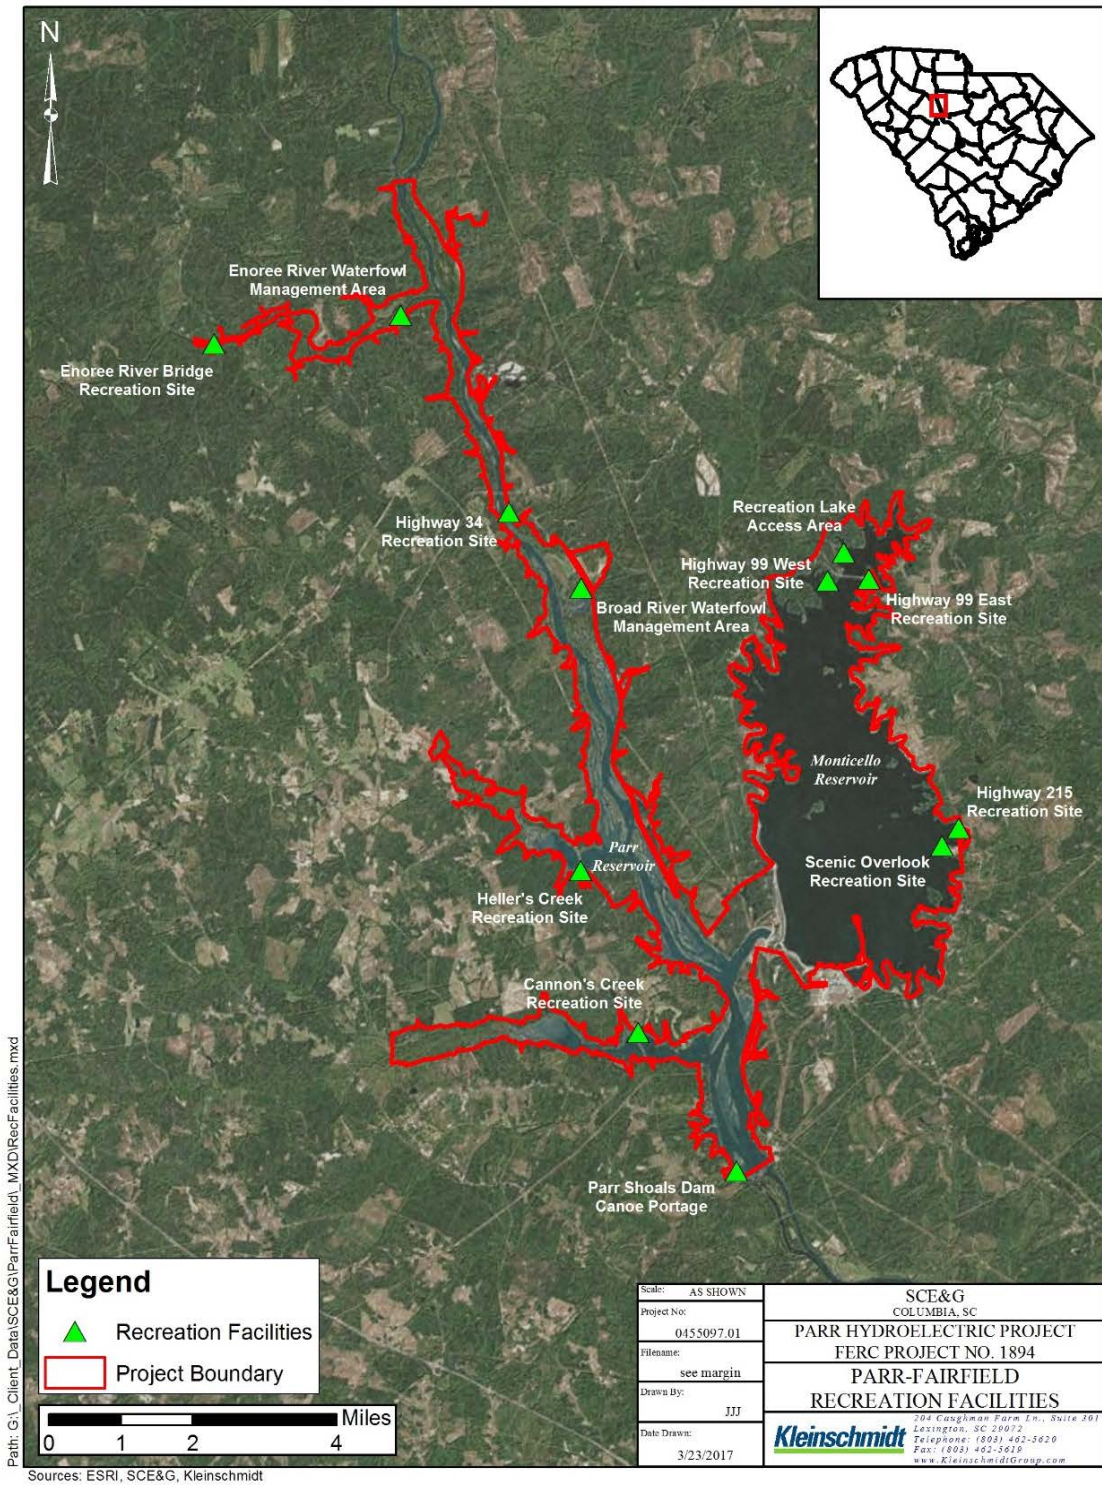 N
Enoree River Waterfowl
Management Area
Enoree River Bridge
Recreation Site
Highway 34
Recreation Site
Recreation Lake
Access Area
Highway 99 West
Recreation Site
Highway 99 East
Recreation Site
Broad River Waterfowl
Management Area
Monticello
Reservoir
Highway 215
Recreation Site
Parr
Reservoir
Scenic Overlook
Recreation Site
Heller's Creek
Recreation Site
Cannon's Creek
Recreation Site
Parr Shoals Dam
Canoe Portage
Legend
Recreation Facilities
Project Boundary
Miles
0 1 2 4
Scale: AS SHOWN
Project No:
0455097.01
Filename:
see margin
Drawn By:
JJJ
Date Drawn:
3/23/2017
SCE&G
COLUMBIA, SC
PARR HYDROELECTRIC PROJECT
FERC PROJECT NO. 1894
PARR-FAIRFIELD
RECREATION FACILITIES
Kleinschmidt
204 Caughman Farm Ln., Suite 301
Lexington, SC 29072
Telephone: (803) 462-5620
Fax: (803) 462-5619
www.KleinschmidtGroup.com
Path: G:\_Client_Data\SCE&G\ParrFairfield\_MXD\RecFacilities.mxd
Sources: ESRI, SCE&G, Kleinschmidt